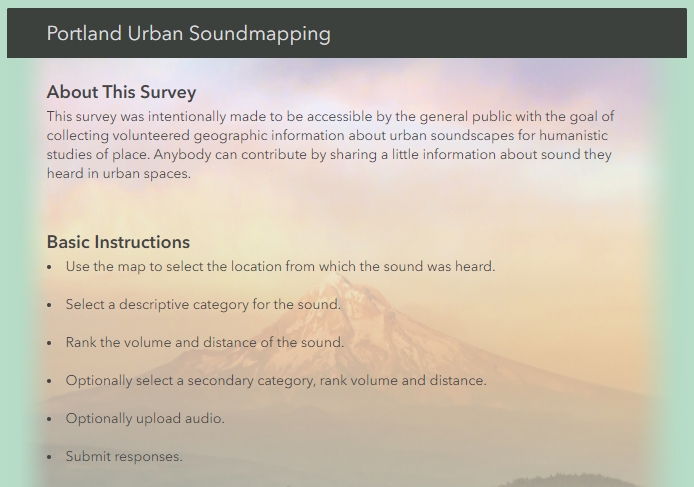 Portland Urban Soundmapping
About This Survey
This survey was intentionally made to be accessible by the general public with the goal of
collecting volunteered geographic information about urban soundscapes for humanistic
studies of place. Anybody can contribute by sharing a little information about sound they
heard in urban spaces.
Basic Instructions
• Use the map to select the location from which the sound was heard.
• Select a descriptive category for the sound.
• Rank the volume and distance of the sound.
• Optionally select a secondary category, rank volume and distance.
• Optionally upload audio.
• Submit responses.